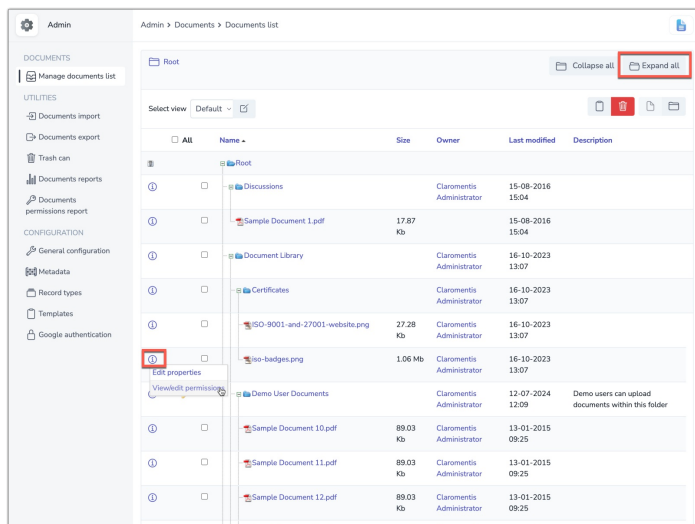 Admin
Admin > Documents > Documents list
DOCUMENTS
Manage documents list
UTILITIES
Documents import
Documents export
Trash can
Documents reports
Documents
permissions report
CONFIGURATION
General configuration
Metadata
Record types
Templates
Google authentication
Root
Collapse all
Expand all
Select view Default
All Name Size Owner Last modified Description
Root
Discussions Claromentis 15-08-2016
Administrator 15:04
Sample Document 1.pdf 17.87 Claromentis 15-08-2016
Kb Administrator 15:04
Document Library Claromentis 16-10-2023
Administrator 13:07
Certificates Claromentis 16-10-2023
Administrator 13:07
ISO-9001-and-27001-website.png 27.28 Claromentis 16-10-2023
Kb Administrator 13:07
iso-badges.png 1.06 Mb Claromentis 16-10-2023
Administrator 13:07
Edit properties
View/edit permissions
Demo User Documents Claromentis 12-07-2024 Demo users can upload
Administrator 12:09 documents within this folder
Sample Document 10.pdf 89.03 Claromentis 13-01-2015
Kb Administrator 09:25
Sample Document 11.pdf 89.03 Claromentis 13-01-2015
Kb Administrator 09:25
Sample Document 12.pdf 89.03 Claromentis 13-01-2015
Kb Administrator 09:25